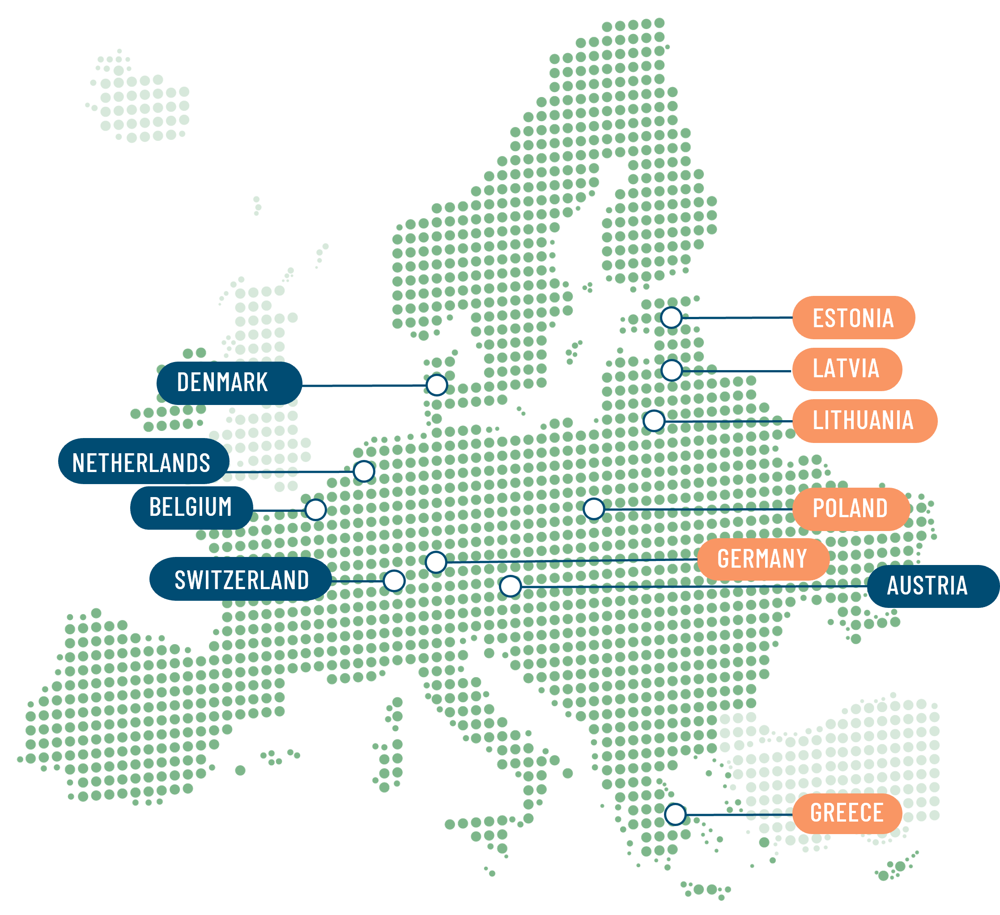 ESTONIA
LATVIA
DENMARK
LITHUANIA
NETHERLANDS
BELGIUM
POLAND
GERMANY
SWITZERLAND
AUSTRIA
GREECE